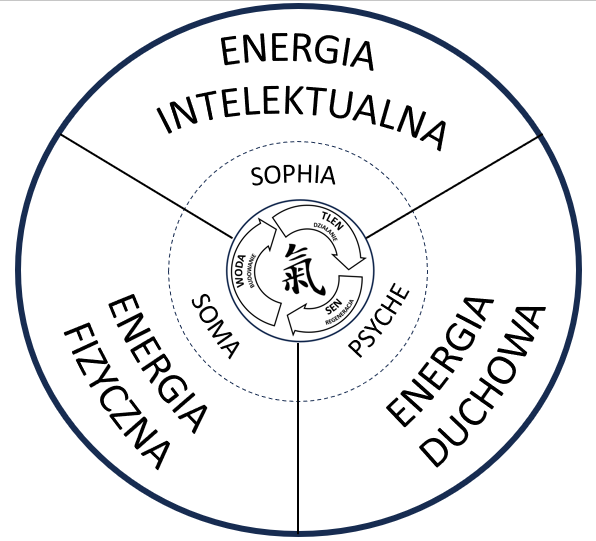 ENERGIA
INTELEKTUALNA
SOPHIA
TLEN
DZIAŁANIE
WODA
BUDOWANIE
氣
SEN
REGENERACJA
SOMA
PSYCHE
ENERGIA
FIZYCZNA
ENERGIA
DUCHOWA